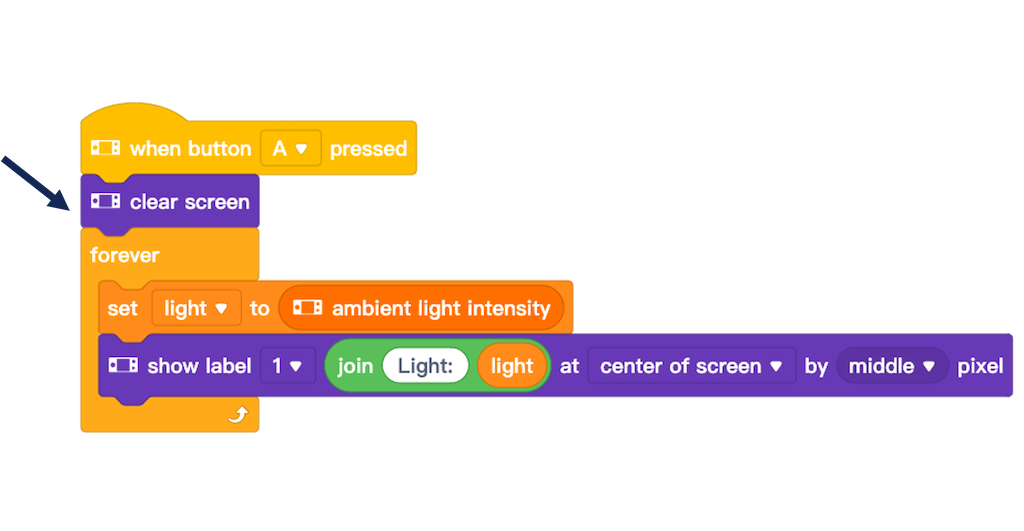 when button A pressed
clear screen
forever
set light to ambient light intensity
show label 1 join Light: light at center of screen by middle pixel